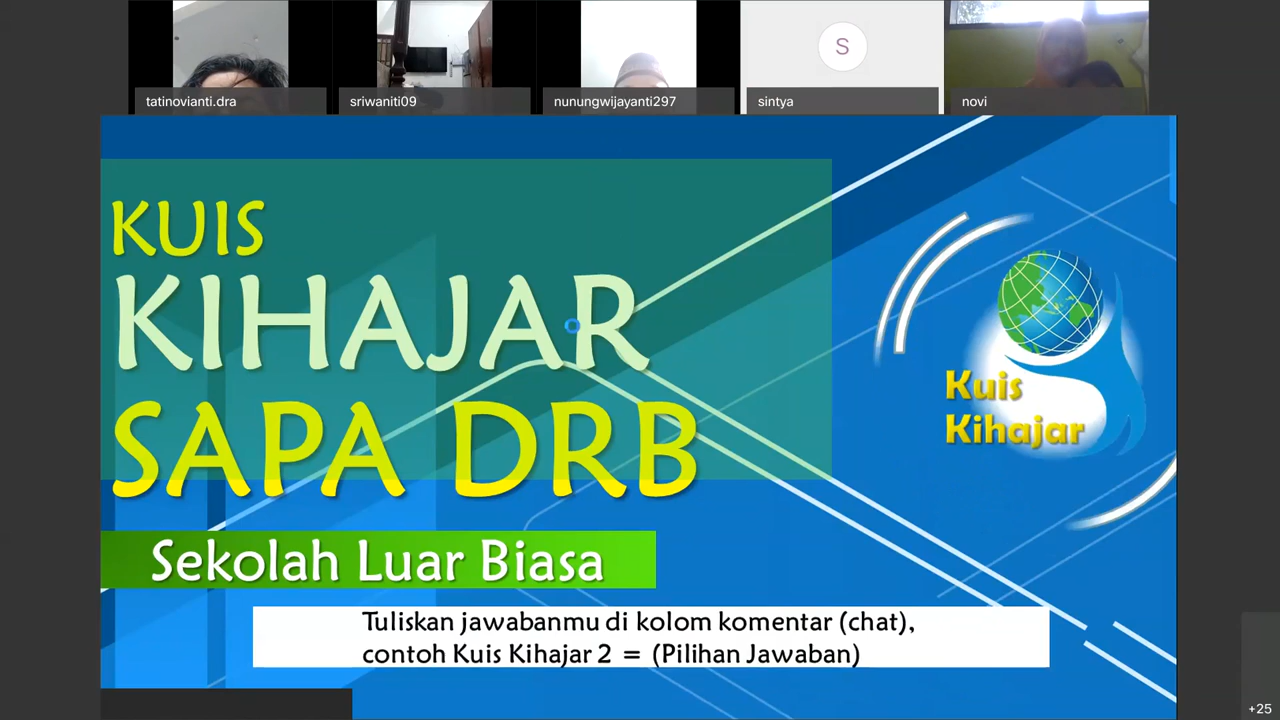 tatinovianti.dra
sriwaniti09
nunungwijayanti297
S
sintya
novi
KUIS
KIHAJAR
SAPA DRB
Kuis
Kihajar
Sekolah Luar Biasa
Tuliskan jawabanmu di kolom komentar (chat),
contoh Kuis Kihajar 2 = (Pilihan Jawaban)
+25